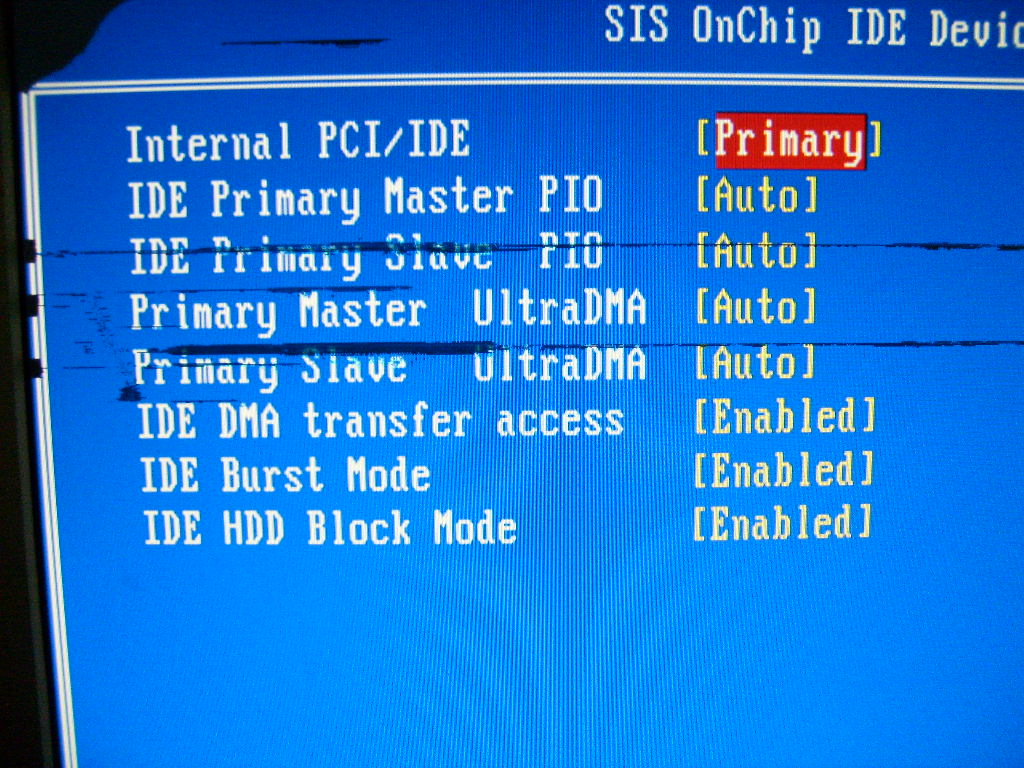 SIS OnChip IDE Devic
Internal PCI/IDE [Primary]
IDE Primary Master PIO [Auto]
IDE Primary Slave PIO [Auto]
Primary Master UltraDMA [Auto]
Primary Slave UltraDMA [Auto]
IDE DMA transfer access [Enabled]
IDE Burst Mode [Enabled]
IDE HDD Block Mode [Enabled]